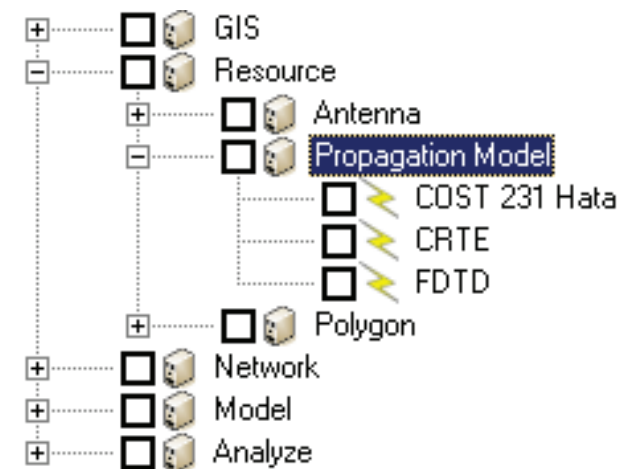 GIS
Resource
Antenna
Propagation Model
COST 231 Hata
CRTE
FDTD
Polygon
Network
Model
Analyze